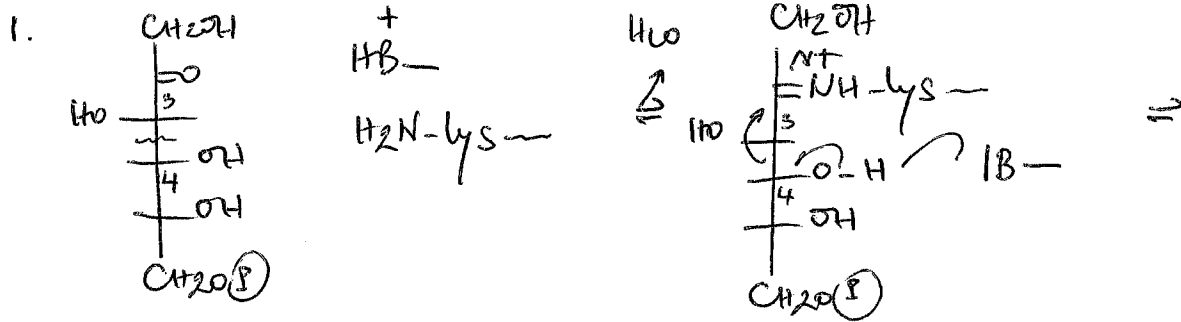 1.
CH2OH
=O
3
HO
OH
4
OH
CH2O(P)
+
HB—
H2N-lys—
H2O
⇌
CH2OH
N+
=NH-lys—
HO
3
O-H
|B—
4
OH
CH2O(P)
⇌